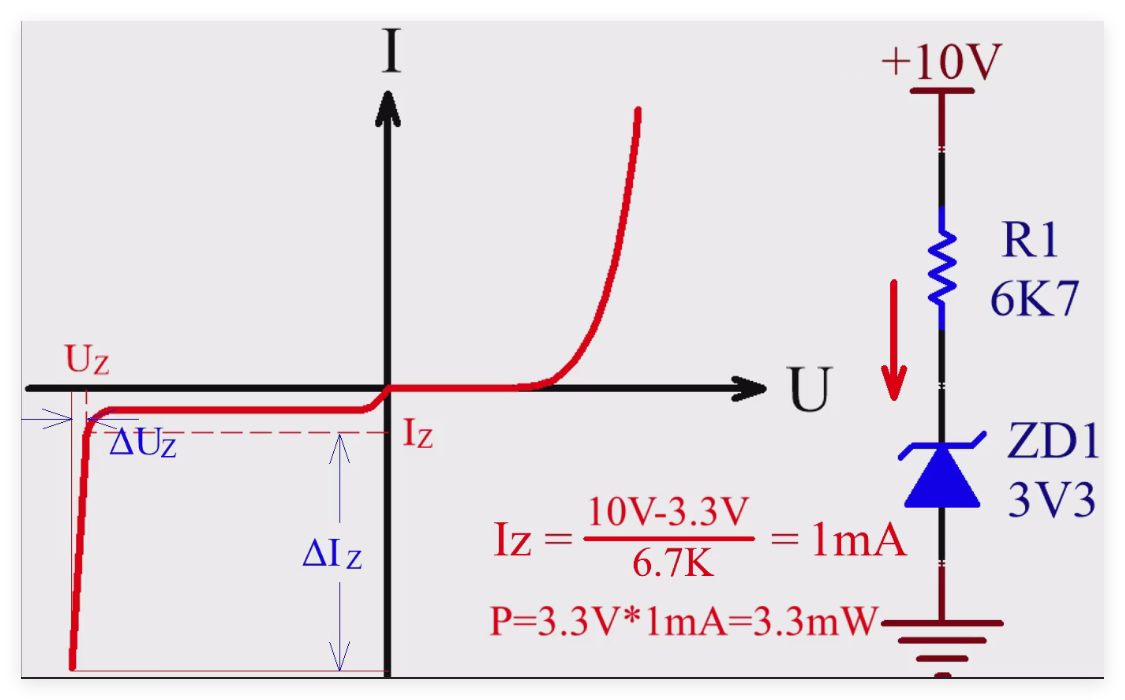 I
+10V
R1
6K7
UZ
U
ΔUZ
IZ
ZD1
3V3
ΔIZ
Iz = 10V-3.3V / 6.7K = 1mA
P=3.3V*1mA=3.3mW